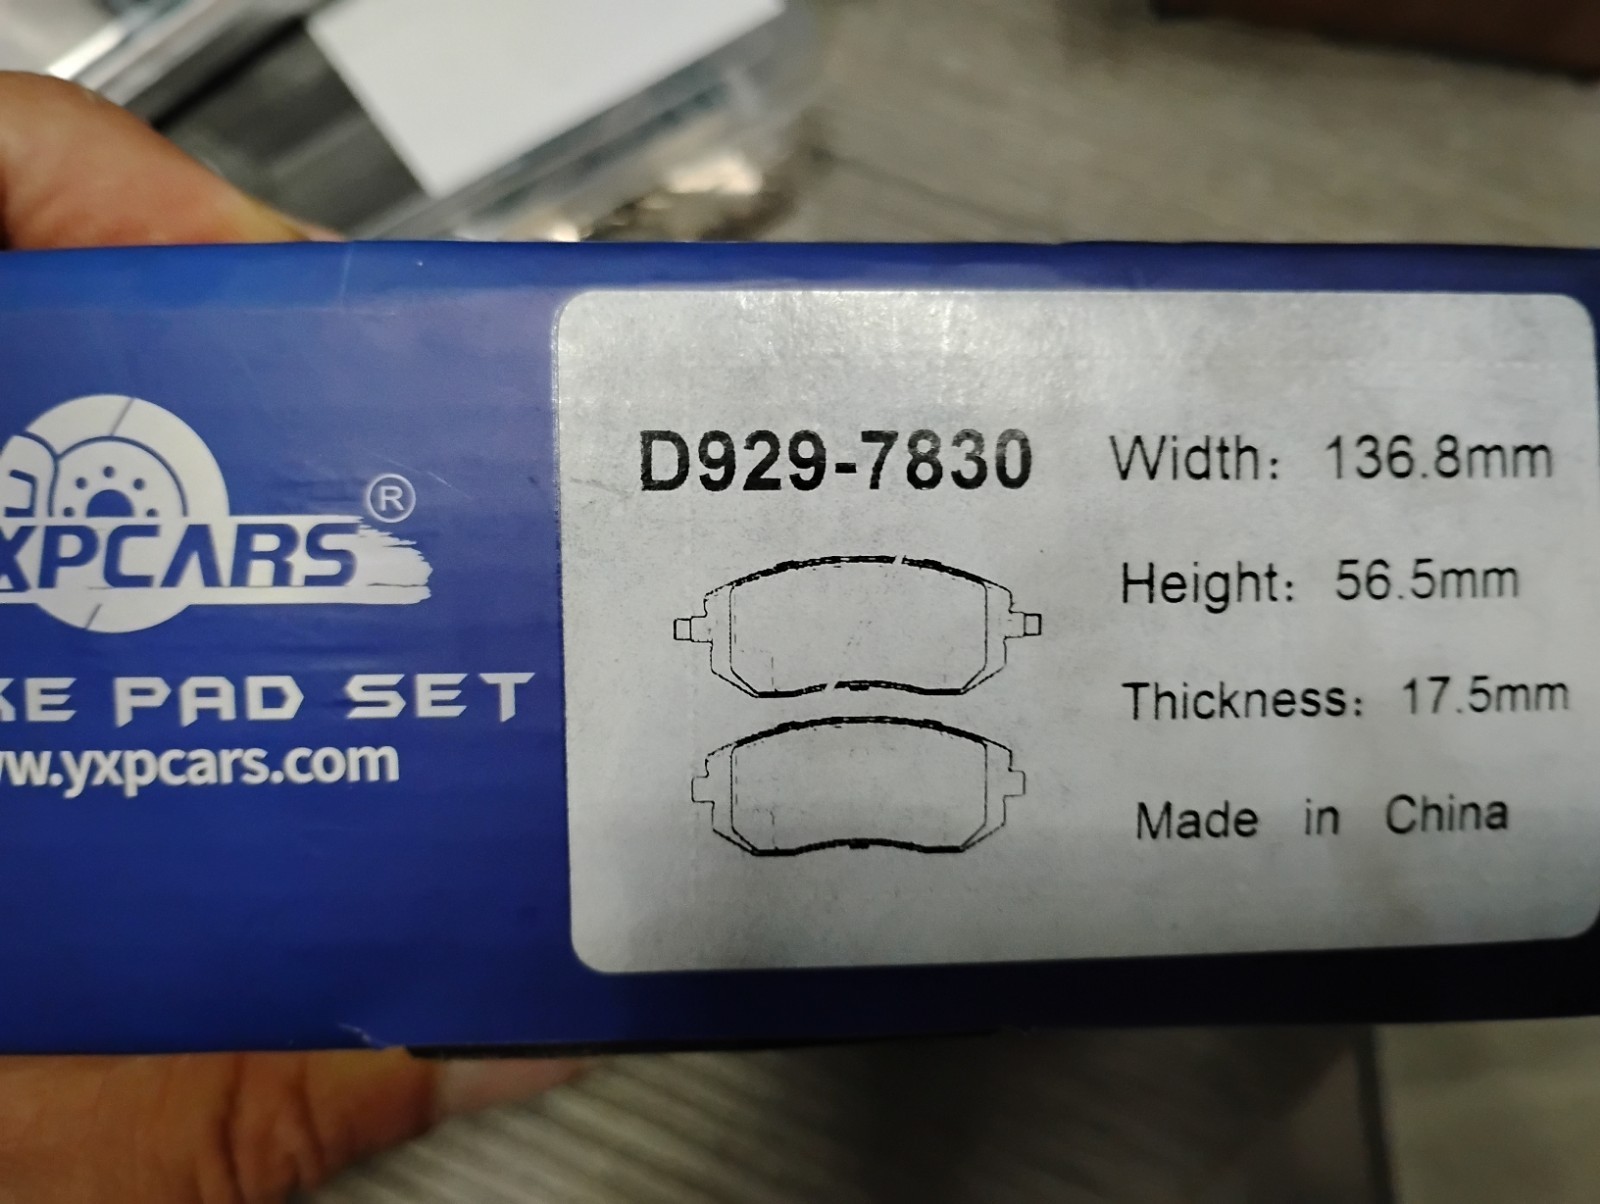 XPCARS®
KE PAD SET
www.yxpcars.com
D929-7830
Width: 136.8mm
Height: 56.5mm
Thickness: 17.5mm
Made in China